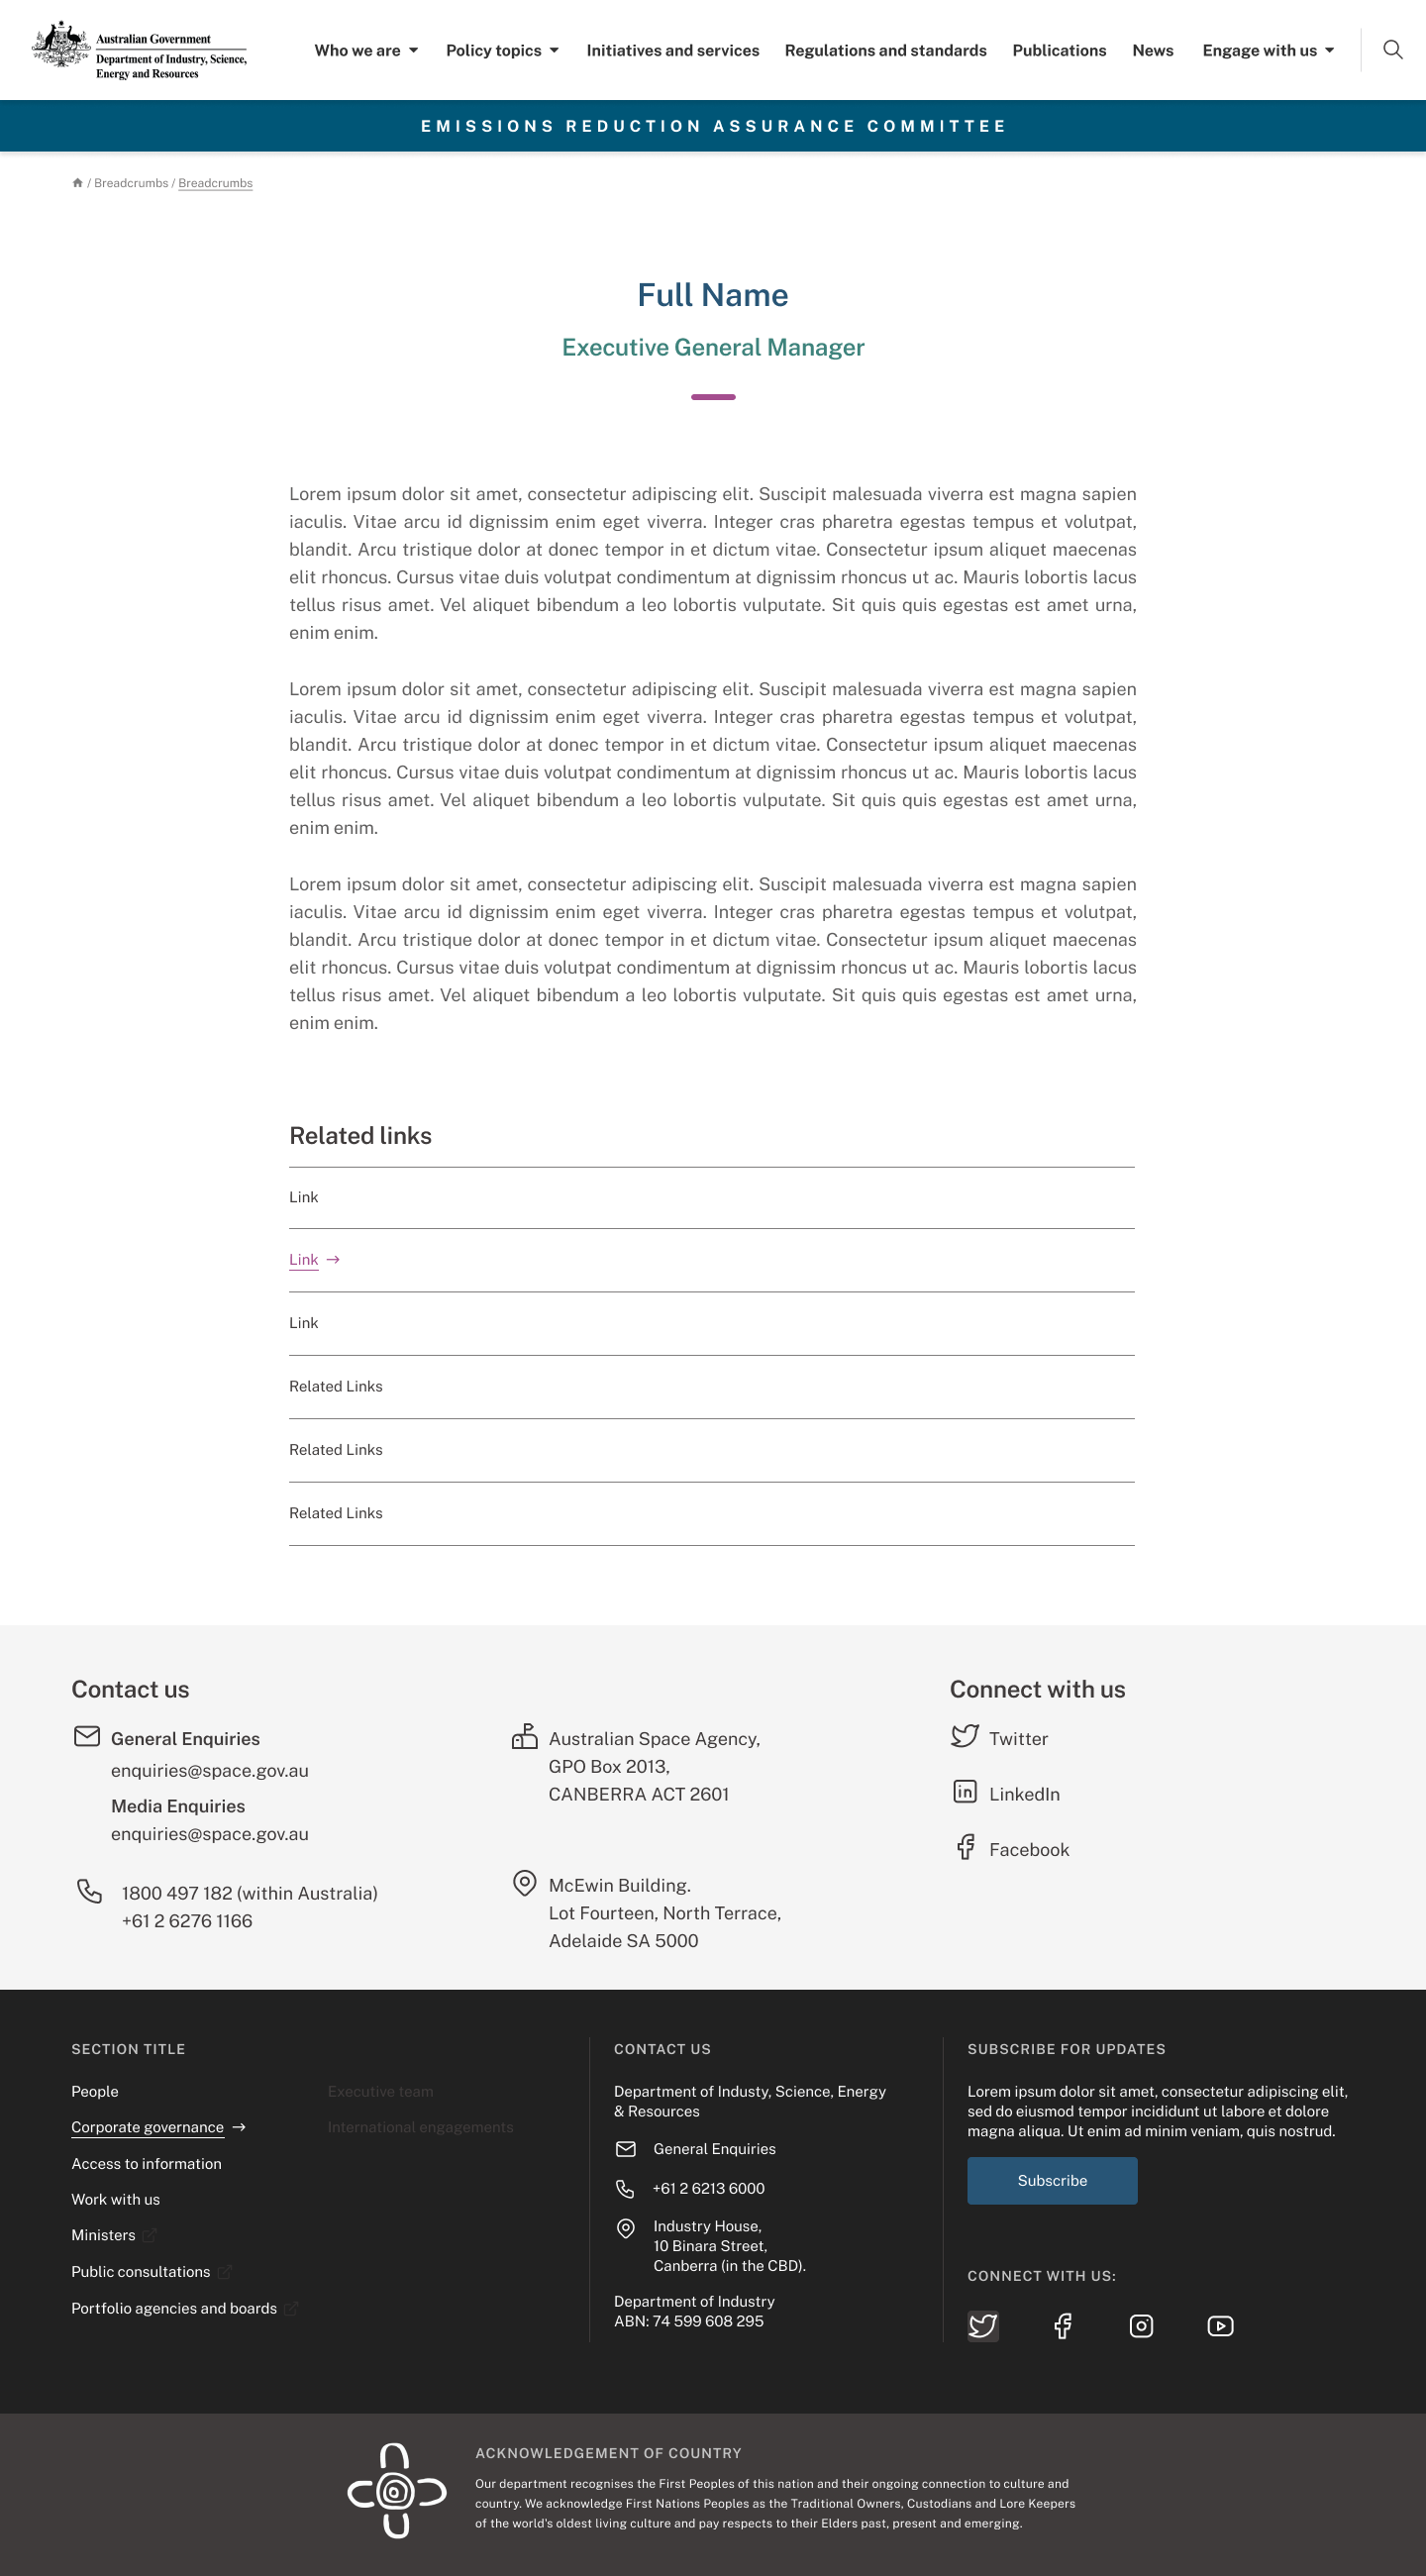 Australian Government
Department of Industry, Science,
Energy and Resources
Who we are
Policy topics
Initiatives and services
Regulations and standards
Publications
News
Engage with us
EMISSIONS REDUCTION ASSURANCE COMMITTEE
/ Breadcrumbs / Breadcrumbs
Full Name
Executive General Manager
Lorem ipsum dolor sit amet, consectetur adipiscing elit. Suscipit malesuada viverra est magna sapien
iaculis. Vitae arcu id dignissim enim eget viverra. Integer cras pharetra egestas tempus et volutpat,
blandit. Arcu tristique dolor at donec tempor in et dictum vitae. Consectetur ipsum aliquet maecenas
elit rhoncus. Cursus vitae duis volutpat condimentum at dignissim rhoncus ut ac. Mauris lobortis lacus
tellus risus amet. Vel aliquet bibendum a leo lobortis vulputate. Sit quis quis egestas est amet urna,
enim enim.
Lorem ipsum dolor sit amet, consectetur adipiscing elit. Suscipit malesuada viverra est magna sapien
iaculis. Vitae arcu id dignissim enim eget viverra. Integer cras pharetra egestas tempus et volutpat,
blandit. Arcu tristique dolor at donec tempor in et dictum vitae. Consectetur ipsum aliquet maecenas
elit rhoncus. Cursus vitae duis volutpat condimentum at dignissim rhoncus ut ac. Mauris lobortis lacus
tellus risus amet. Vel aliquet bibendum a leo lobortis vulputate. Sit quis quis egestas est amet urna,
enim enim.
Lorem ipsum dolor sit amet, consectetur adipiscing elit. Suscipit malesuada viverra est magna sapien
iaculis. Vitae arcu id dignissim enim eget viverra. Integer cras pharetra egestas tempus et volutpat,
blandit. Arcu tristique dolor at donec tempor in et dictum vitae. Consectetur ipsum aliquet maecenas
elit rhoncus. Cursus vitae duis volutpat condimentum at dignissim rhoncus ut ac. Mauris lobortis lacus
tellus risus amet. Vel aliquet bibendum a leo lobortis vulputate. Sit quis quis egestas est amet urna,
enim enim.
Related links
Link
Link →
Link
Related Links
Related Links
Related Links
Contact us
General Enquiries
enquiries@space.gov.au
Media Enquiries
enquiries@space.gov.au
1800 497 182 (within Australia)
+61 2 6276 1166
Australian Space Agency,
GPO Box 2013,
CANBERRA ACT 2601
McEwin Building.
Lot Fourteen, North Terrace,
Adelaide SA 5000
Connect with us
Twitter
LinkedIn
Facebook
SECTION TITLE
People
Corporate governance →
Access to information
Work with us
Ministers
Public consultations
Portfolio agencies and boards
Executive team
International engagements
CONTACT US
Department of Industy, Science, Energy
& Resources
General Enquiries
+61 2 6213 6000
Industry House,
10 Binara Street,
Canberra (in the CBD).
Department of Industry
ABN: 74 599 608 295
SUBSCRIBE FOR UPDATES
Lorem ipsum dolor sit amet, consectetur adipiscing elit,
sed do eiusmod tempor incididunt ut labore et dolore
magna aliqua. Ut enim ad minim veniam, quis nostrud.
Subscribe
CONNECT WITH US:
ACKNOWLEDGEMENT OF COUNTRY
Our department recognises the First Peoples of this nation and their ongoing connection to culture and
country. We acknowledge First Nations Peoples as the Traditional Owners, Custodians and Lore Keepers
of the world's oldest living culture and pay respects to their Elders past, present and emerging.